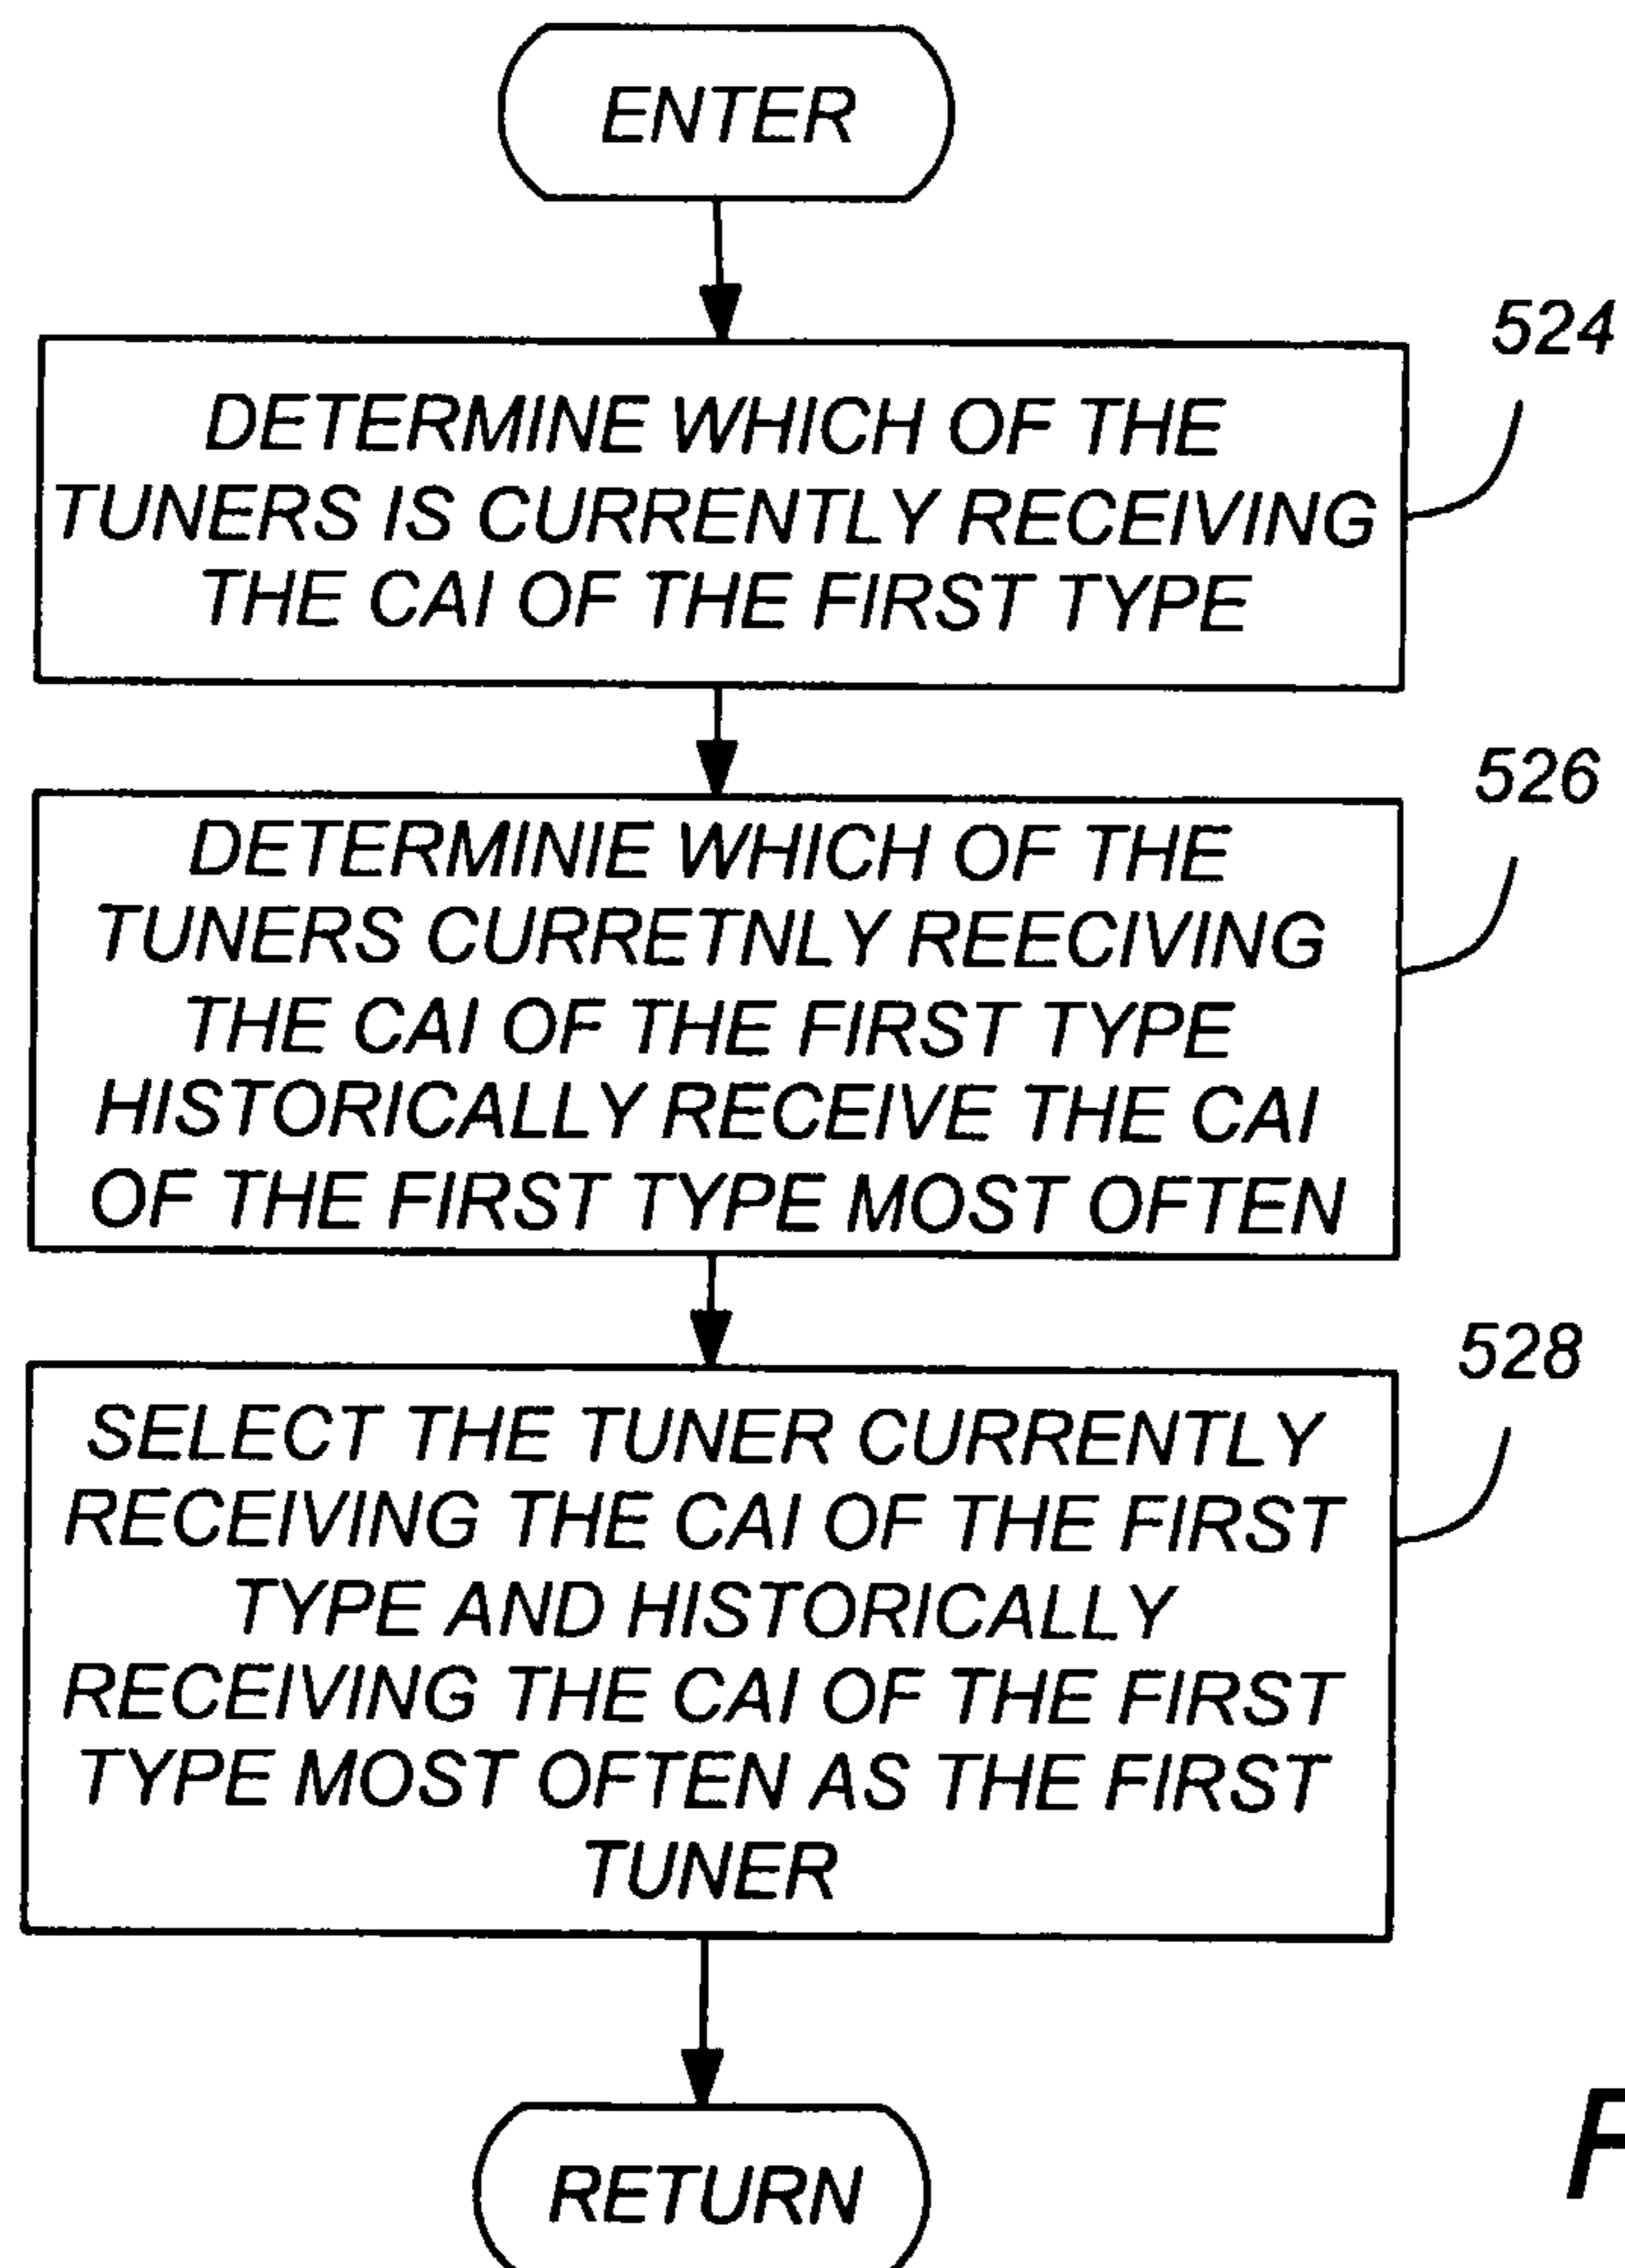 ENTER
524
DETERMINE WHICH OF THE
TUNERS IS CURRENTLY RECEIVING
THE CAI OF THE FIRST TYPE
526
DETERMINIE WHICH OF THE
TUNERS CURRETNLY REECIVING
THE CAI OF THE FIRST TYPE
HISTORICALLY RECEIVE THE CAI
OF THE FIRST TYPE MOST OFTEN
528
SELECT THE TUNER CURRENTLY
RECEIVING THE CAI OF THE FIRST
TYPE AND HISTORICALLY
RECEIVING THE CAI OF THE FIRST
TYPE MOST OFTEN AS THE FIRST
TUNER
RETURN